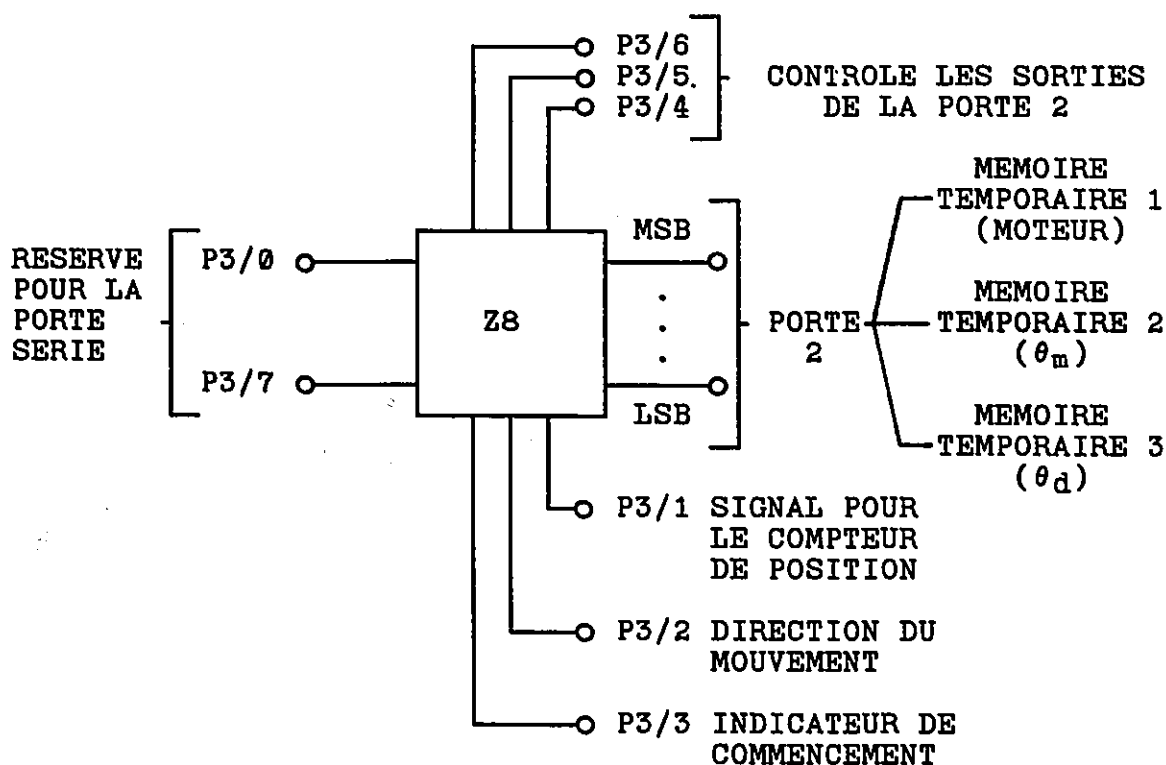 P3/6
P3/5
P3/4
CONTROLE LES SORTIES
DE LA PORTE 2
RESERVE
POUR LA
PORTE
SERIE
P3/0
P3/7
Z8
MSB
LSB
PORTE
2
MEMOIRE
TEMPORAIRE 1
(MOTEUR)
MEMOIRE
TEMPORAIRE 2
(θm)
MEMOIRE
TEMPORAIRE 3
(θd)
P3/1 SIGNAL POUR
LE COMPTEUR
DE POSITION
P3/2 DIRECTION DU
MOUVEMENT
P3/3 INDICATEUR DE
COMMENCEMENT